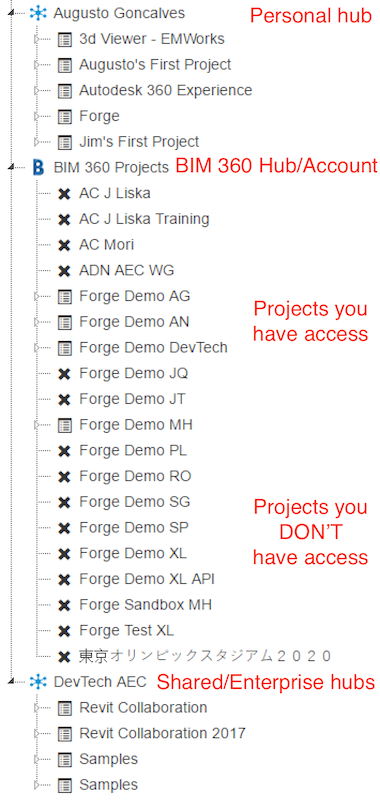 Augusto Goncalves Personal hub
3d Viewer - EMWorks
Augusto's First Project
Autodesk 360 Experience
Forge
Jim's First Project
B BIM 360 Projects BIM 360 Hub/Account
AC J Liska
AC J Liska Training
AC Mori
ADN AEC WG
Forge Demo AG
Forge Demo AN
Forge Demo DevTech
Projects you
have access
Forge Demo JQ
Forge Demo JT
Forge Demo MH
Forge Demo PL
Forge Demo RO
Forge Demo SG
Forge Demo SP
Forge Demo XL
Projects you
DON'T
have access
Forge Demo XL API
Forge Sandbox MH
Forge Test XL
東京オリンピックスタジアム２０２０
DevTech AEC Shared/Enterprise hubs
Revit Collaboration
Revit Collaboration 2017
Samples
Samples